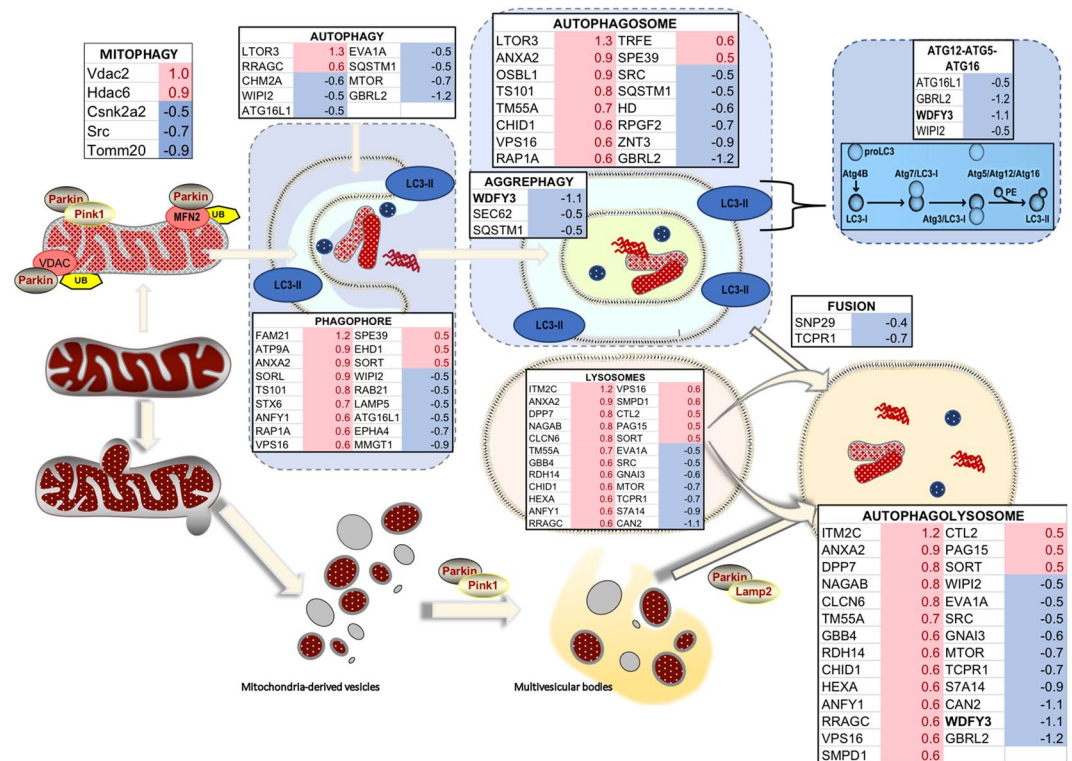 MITOPHAGY
Vdac2 1.0
Hdac6 0.9
Csnk2a2 -0.5
Src -0.7
Tomm20 -0.9
AUTOPHAGY
LTOR3 1.3 EVA1A -0.5
RRAGC 0.6 SQSTM1 -0.5
CHM2A -0.6 MTOR -0.7
WIPI2 -0.5 GBRL2 -1.2
ATG16L1 -0.5
AUTOPHAGOSOME
LTOR3 1.3 TRFE 0.6
ANXA2 0.9 SPE39 0.5
OSBL1 0.9 SRC -0.5
TS101 0.8 SQSTM1 -0.5
TM55A 0.7 HD -0.6
CHID1 0.6 RPGF2 -0.7
VPS16 0.6 ZNT3 -0.9
RAP1A 0.6 GBRL2 -1.2
ATG12-ATG5-
ATG16
ATG16L1 -0.5
GBRL2 -1.2
WDFY3 -1.1
WIPI2 -0.5
proLC3
Atg4B Atg7/LC3-I Atg5/Atg12/Atg16
PE
LC3-I Atg3/LC3-I LC3-II
AGGREPHAGY
WDFY3 -1.1
SEC62 -0.5
SQSTM1 -0.5
LC3-II
LC3-II
LC3-II
LC3-II
LC3-II
Parkin
Pink1
Parkin
MFN2
UB
VDAC
Parkin
UB
PHAGOPHORE
FAM21 1.2 SPE39 0.5
ATP9A 0.9 EHD1 0.5
ANXA2 0.9 SORT 0.5
SORL 0.9 WIPI2 -0.5
TS101 0.8 RAB21 -0.5
STX6 0.7 LAMP5 -0.5
ANFY1 0.6 ATG16L1 -0.5
RAP1A 0.6 EPHA4 -0.7
VPS16 0.6 MMGT1 -0.9
FUSION
SNP29 -0.4
TCPR1 -0.7
LYSOSOMES
ITM2C 1.2 VPS16 0.6
ANXA2 0.9 SMPD1 0.6
DPP7 0.8 CTL2 0.5
NAGAB 0.8 PAG15 0.5
CLCN6 0.8 SORT 0.5
TM55A 0.7 EVA1A -0.5
GBB4 0.6 SRC -0.5
RDH14 0.6 GNAI3 -0.6
CHID1 0.6 MTOR -0.7
HEXA 0.6 TCPR1 -0.7
ANFY1 0.6 S7A14 -0.9
RRAGC 0.6 CAN2 -1.1
AUTOPHAGOLYSOSOME
ITM2C 1.2 CTL2 0.5
ANXA2 0.9 PAG15 0.5
DPP7 0.8 SORT 0.5
NAGAB 0.8 WIPI2 -0.5
CLCN6 0.8 EVA1A -0.5
TM55A 0.7 SRC -0.5
GBB4 0.6 GNAI3 -0.6
RDH14 0.6 MTOR -0.7
CHID1 0.6 TCPR1 -0.7
HEXA 0.6 S7A14 -0.9
ANFY1 0.6 CAN2 -1.1
RRAGC 0.6 WDFY3 -1.1
VPS16 0.6 GBRL2 -1.2
SMPD1 0.6
Parkin
Pink1
Parkin
Lamp2
Mitochondria-derived vesicles
Multivesicular bodies